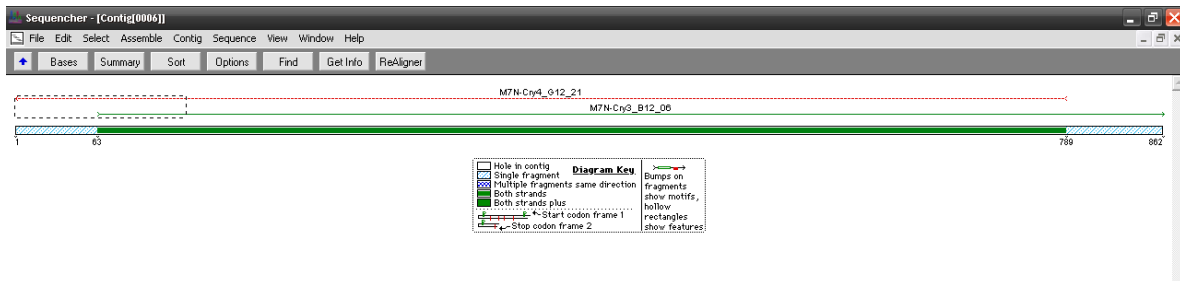 Sequencher - [Contig[0006]]
File Edit Select Assemble Contig Sequence View Window Help
Bases Summary Sort Options Find Get Info ReAligner
M7N-Cry4_G12_21
M7N-Cry3_B12_06
1 63 789 862
Diagram Key
Hole in contig
Single fragment
Multiple fragments same direction
Both strands
Both strands plus
Start codon frame 1
Stop codon frame 2
Bumps on
fragments
show motifs,
hollow
rectangles
show features